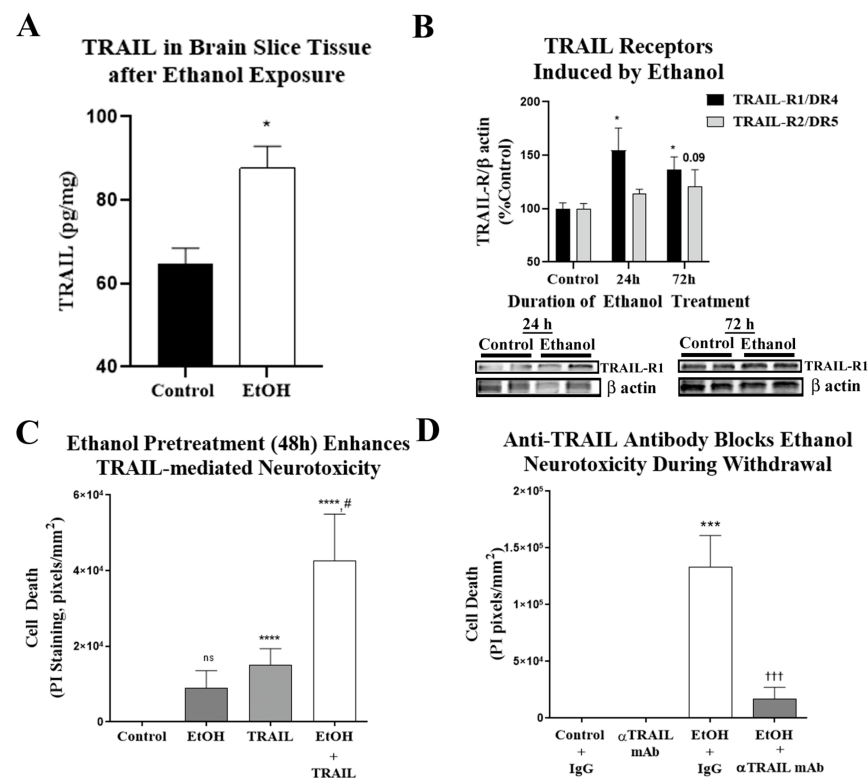 A
TRAIL in Brain Slice Tissue
after Ethanol Exposure
TRAIL (pg/mg)
100
80
60
40
*
Control
EtOH
B
TRAIL Receptors
Induced by Ethanol
TRAIL-R1/DR4
TRAIL-R2/DR5
TRAIL-R/β actin
(%Control)
200
150
100
50
*
*
0.09
Control
24h
72h
Duration of Ethanol Treatment
24 h
Control Ethanol
TRAIL-R1
β actin
72 h
Control Ethanol
TRAIL-R1
β actin
C
Ethanol Pretreatment (48h) Enhances
TRAIL-mediated Neurotoxicity
Cell Death
(PI Staining, pixels/mm²)
6×10⁴
4×10⁴
2×10⁴
0
ns
****
****,#
Control
EtOH
TRAIL
EtOH
+
TRAIL
D
Anti-TRAIL Antibody Blocks Ethanol
Neurotoxicity During Withdrawal
Cell Death
(PI pixels/mm²)
2×10⁵
1.5×10⁵
1×10⁵
5×10⁴
0
***
†††
Control
+
IgG
αTRAIL
mAb
EtOH
+
IgG
EtOH
+
αTRAIL mAb